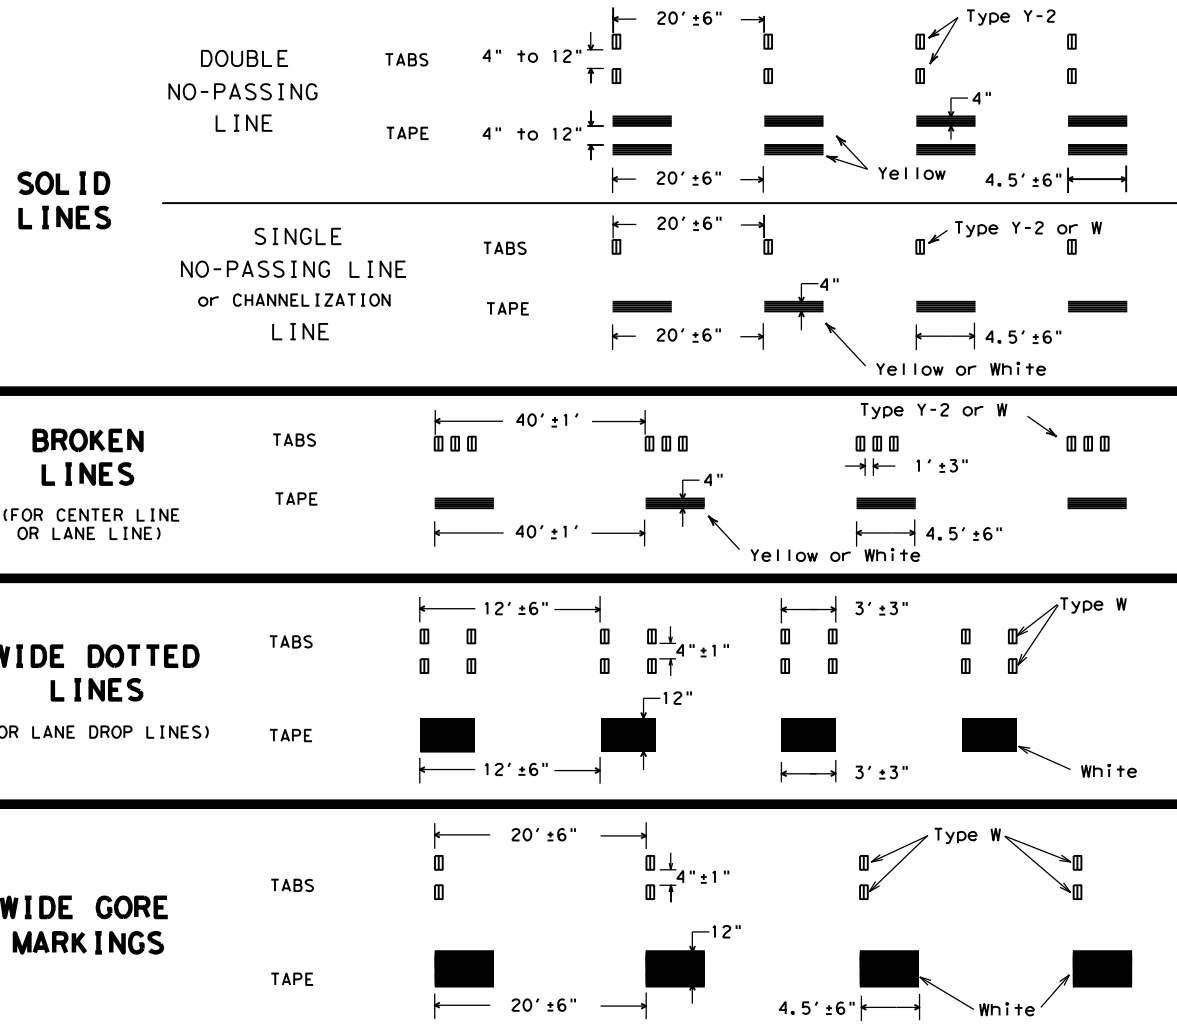 SOLID
LINES
DOUBLE
NO-PASSING
LINE
TABS
4" to 12"
20'±6"
Type Y-2
TAPE
4" to 12"
4"
Yellow
20'±6"
4.5'±6"
SINGLE
NO-PASSING LINE
or CHANNELIZATION
LINE
TABS
20'±6"
Type Y-2 or W
TAPE
4"
20'±6"
4.5'±6"
Yellow or White
BROKEN
LINES
(FOR CENTER LINE
OR LANE LINE)
TABS
40'±1'
Type Y-2 or W
1'±3"
TAPE
4"
40'±1'
4.5'±6"
Yellow or White
WIDE DOTTED
LINES
OR LANE DROP LINES)
TABS
12'±6"
3'±3"
Type W
4"±1"
TAPE
12"
12'±6"
3'±3"
White
WIDE GORE
MARKINGS
TABS
20'±6"
Type W
4"±1"
TAPE
12"
20'±6"
4.5'±6"
White